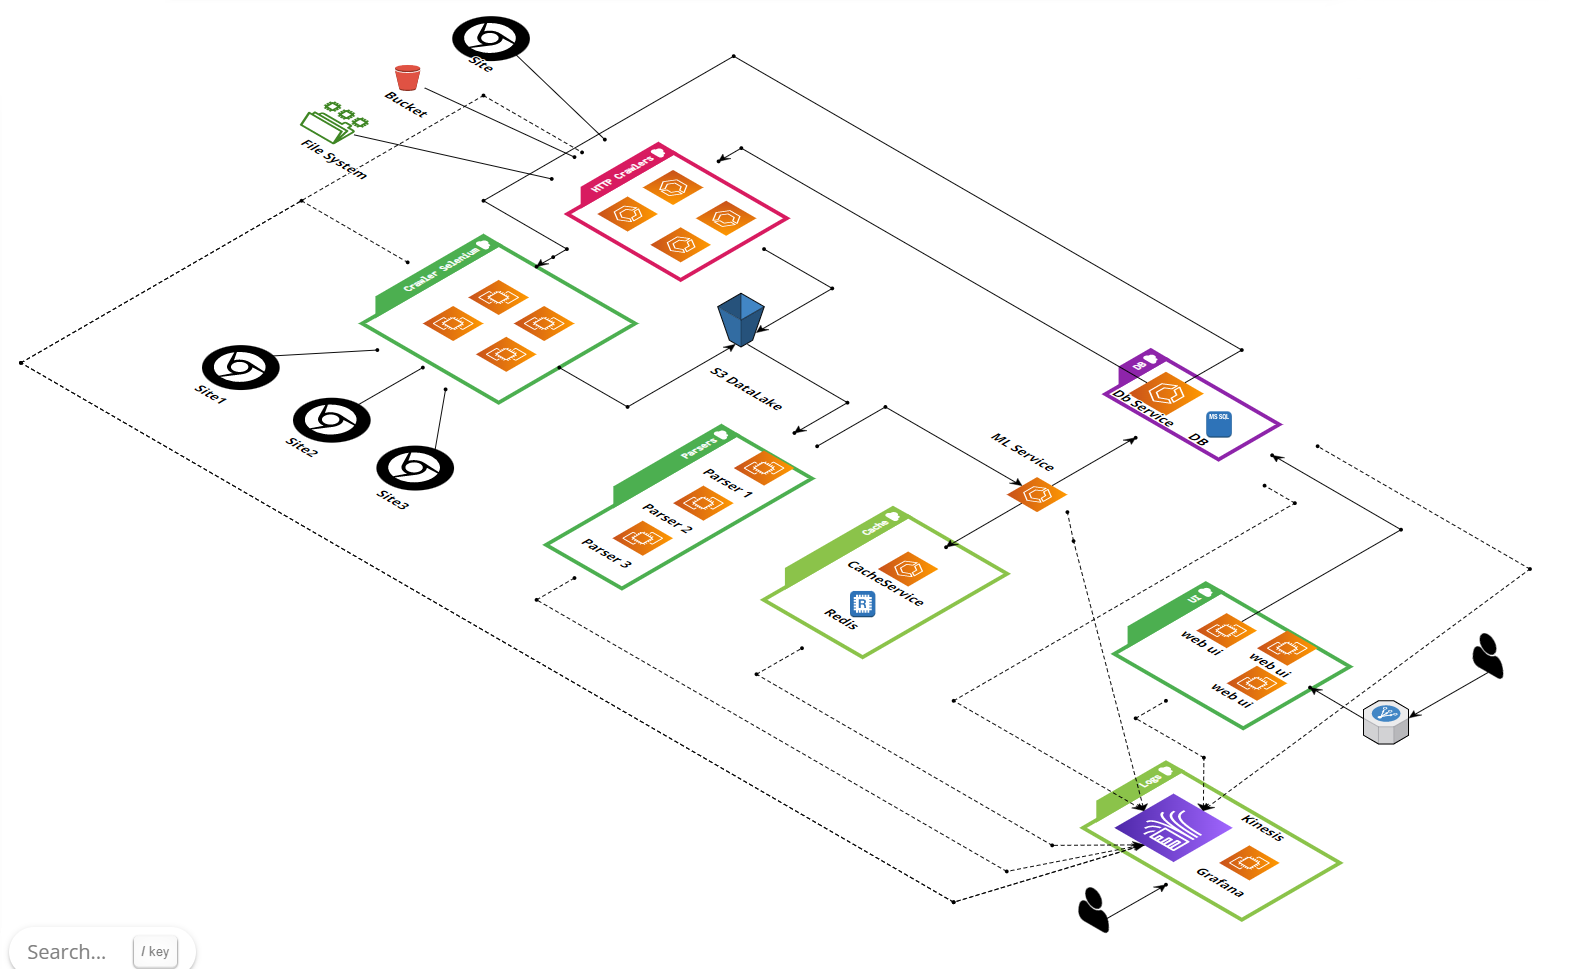 Site
Bucket
File System
HTTP Crawlers
Crawler Selenium
Site1
Site2
Site3
S3 DataLake
DB
Db Service
MS SQL
DB
ML Service
Parsers
Parser 1
Parser 2
Parser 3
Cache
CacheService
R
Redis
UI
web ui
web ui
web ui
Logs
Kinesis
Grafana
Search...
/ key